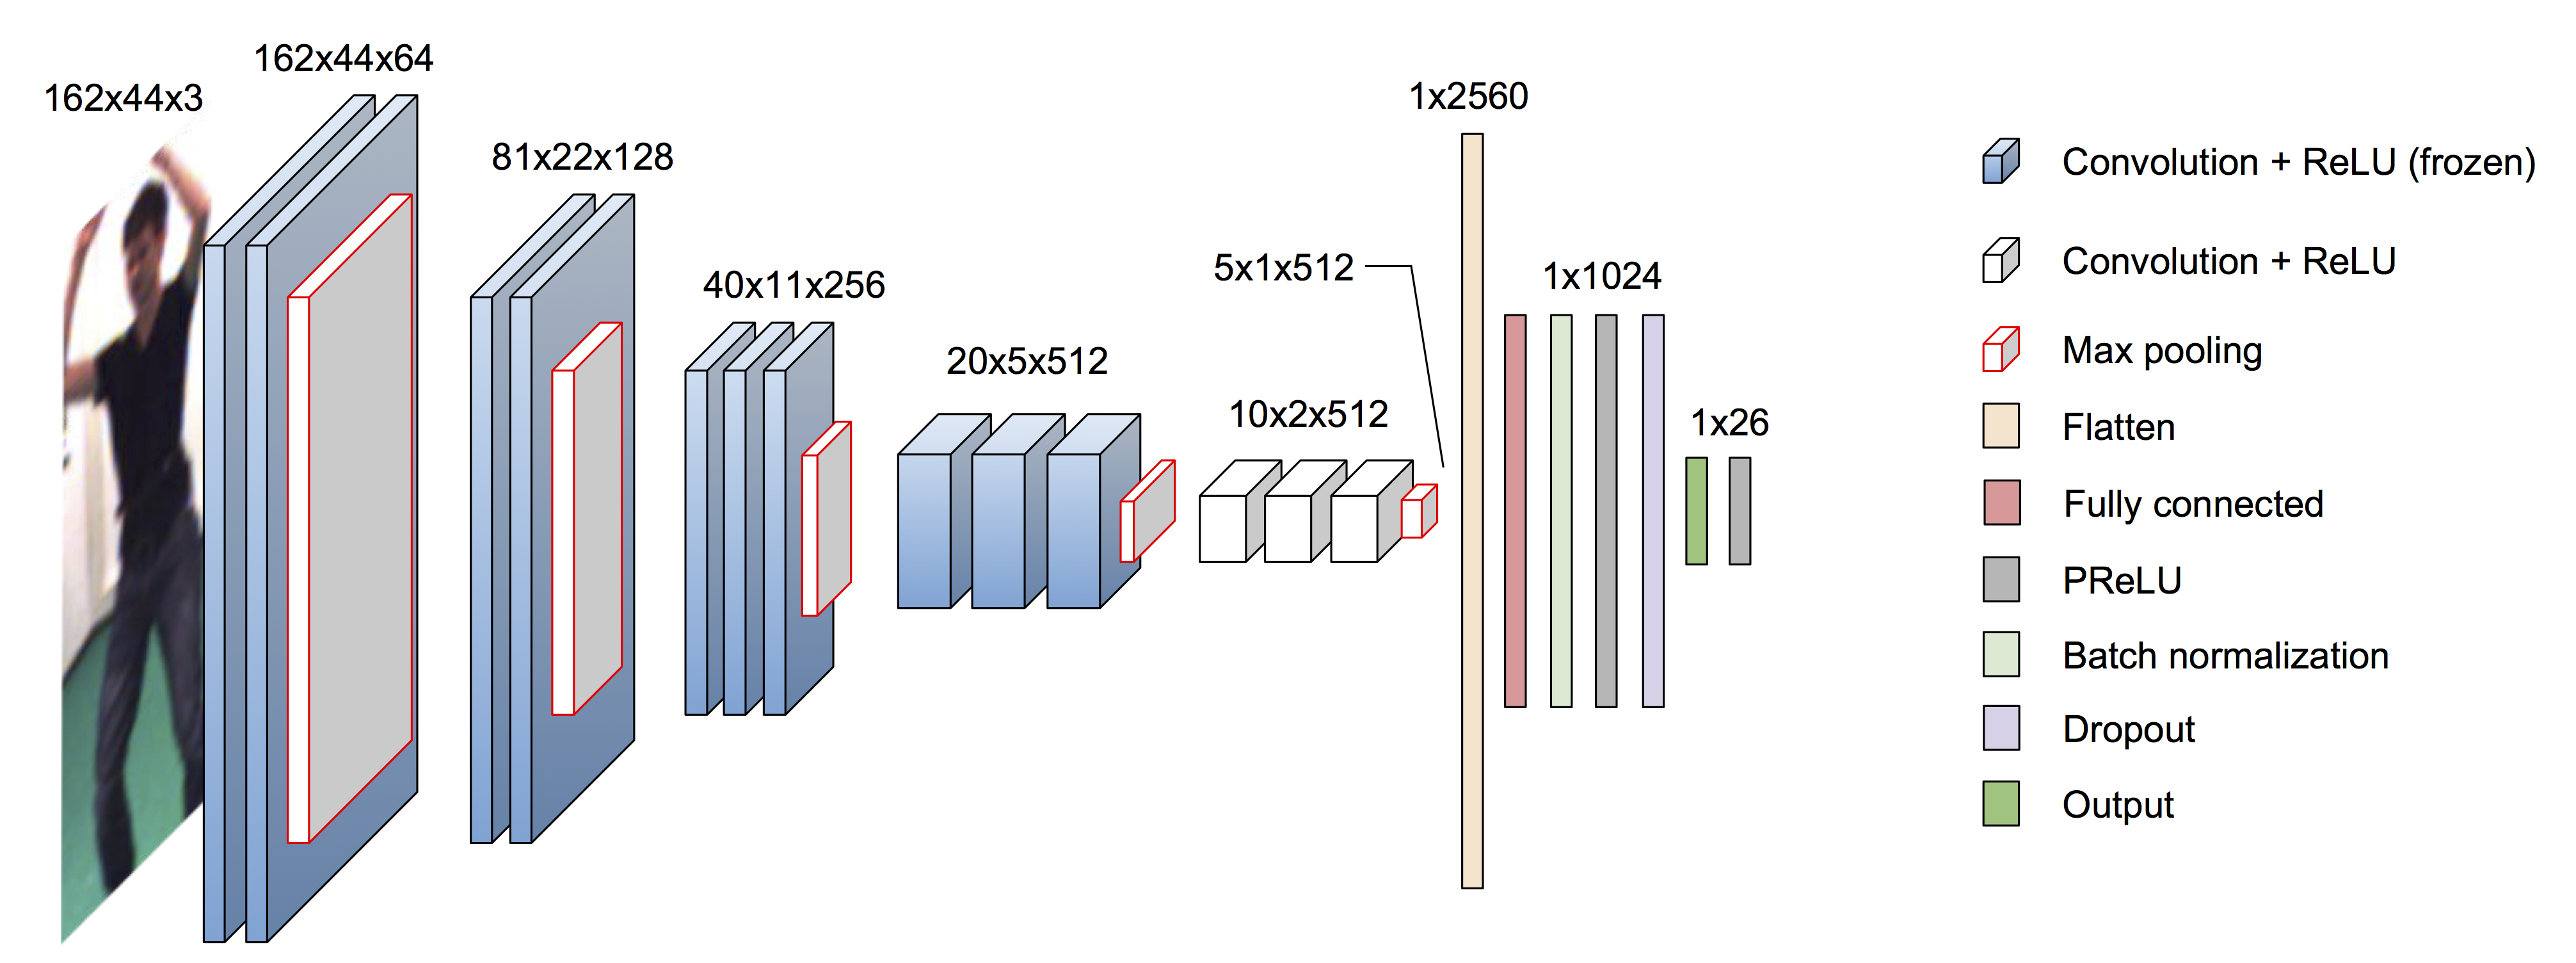 162x44x3
162x44x64
81x22x128
40x11x256
20x5x512
10x2x512
5x1x512
1x2560
1x1024
1x26
Convolution + ReLU (frozen)
Convolution + ReLU
Max pooling
Flatten
Fully connected
PReLU
Batch normalization
Dropout
Output